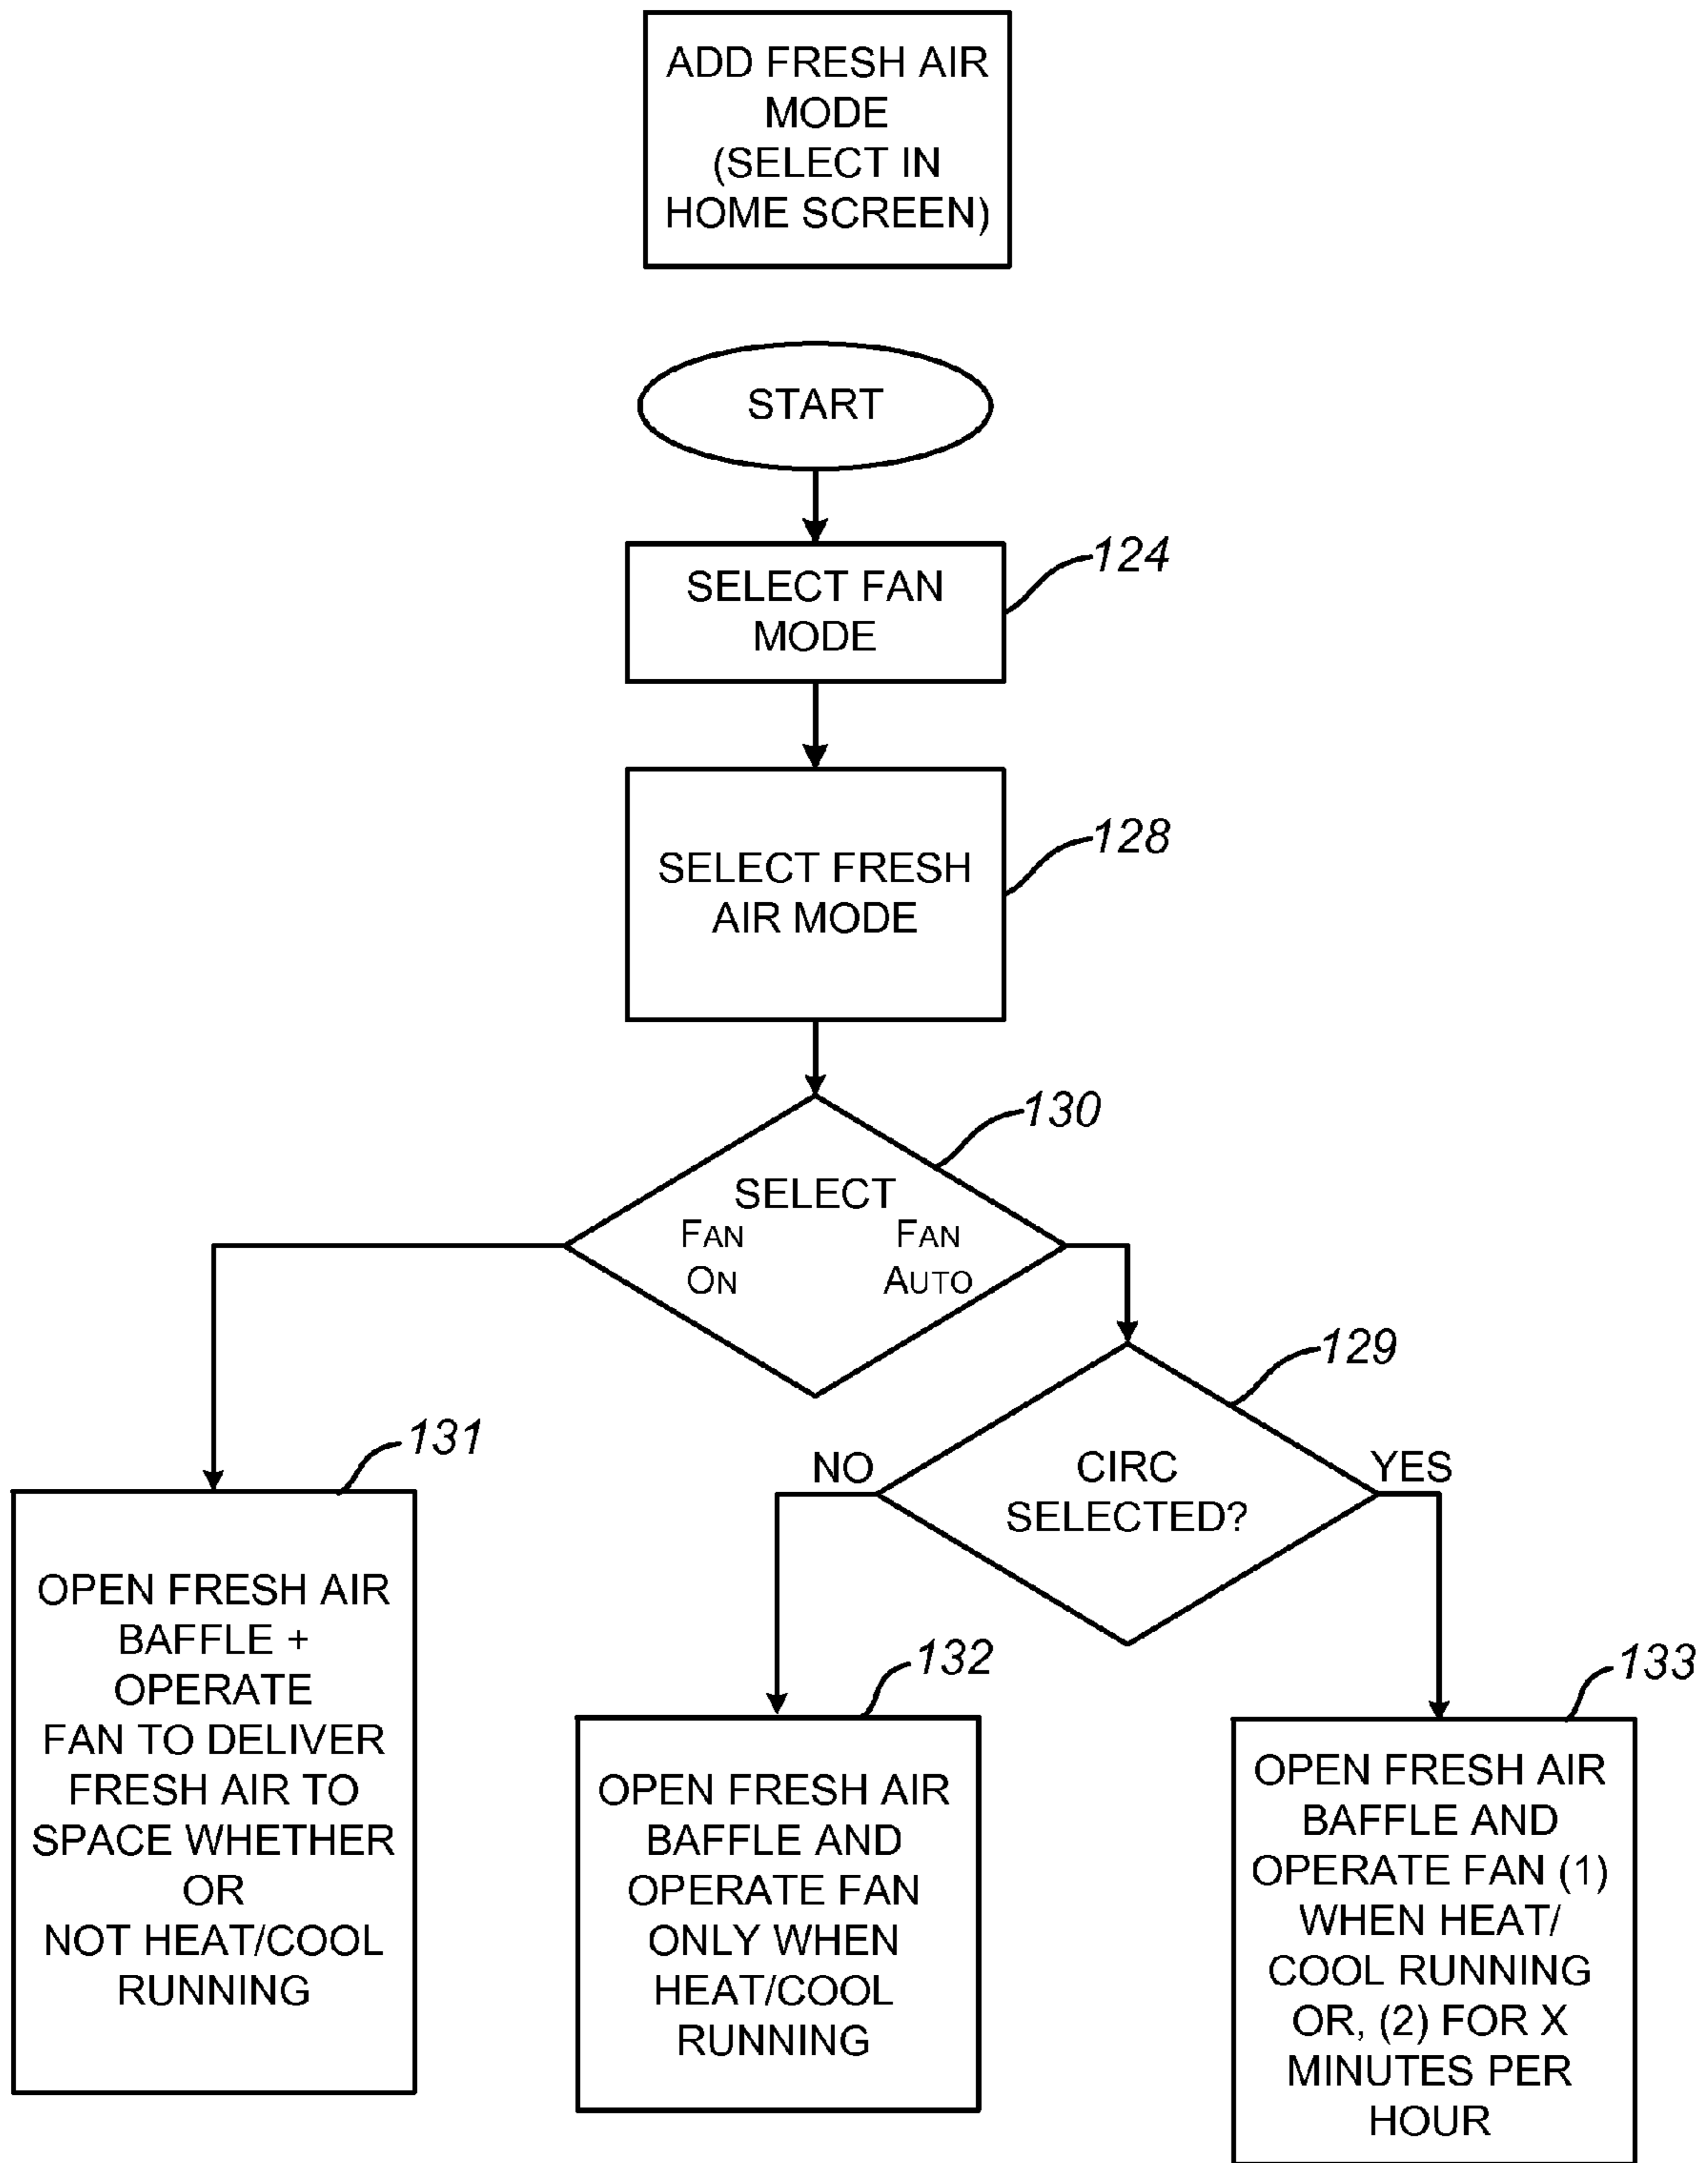 ADD FRESH AIR
MODE
(SELECT IN
HOME SCREEN)
START
SELECT FAN
MODE
124
SELECT FRESH
AIR MODE
128
130
SELECT
FAN ON
FAN AUTO
129
CIRC
SELECTED?
NO
YES
131
OPEN FRESH AIR
BAFFLE +
OPERATE
FAN TO DELIVER
FRESH AIR TO
SPACE WHETHER
OR
NOT HEAT/COOL
RUNNING
132
OPEN FRESH AIR
BAFFLE AND
OPERATE FAN
ONLY WHEN
HEAT/COOL
RUNNING
133
OPEN FRESH AIR
BAFFLE AND
OPERATE FAN (1)
WHEN HEAT/
COOL RUNNING
OR, (2) FOR X
MINUTES PER
HOUR